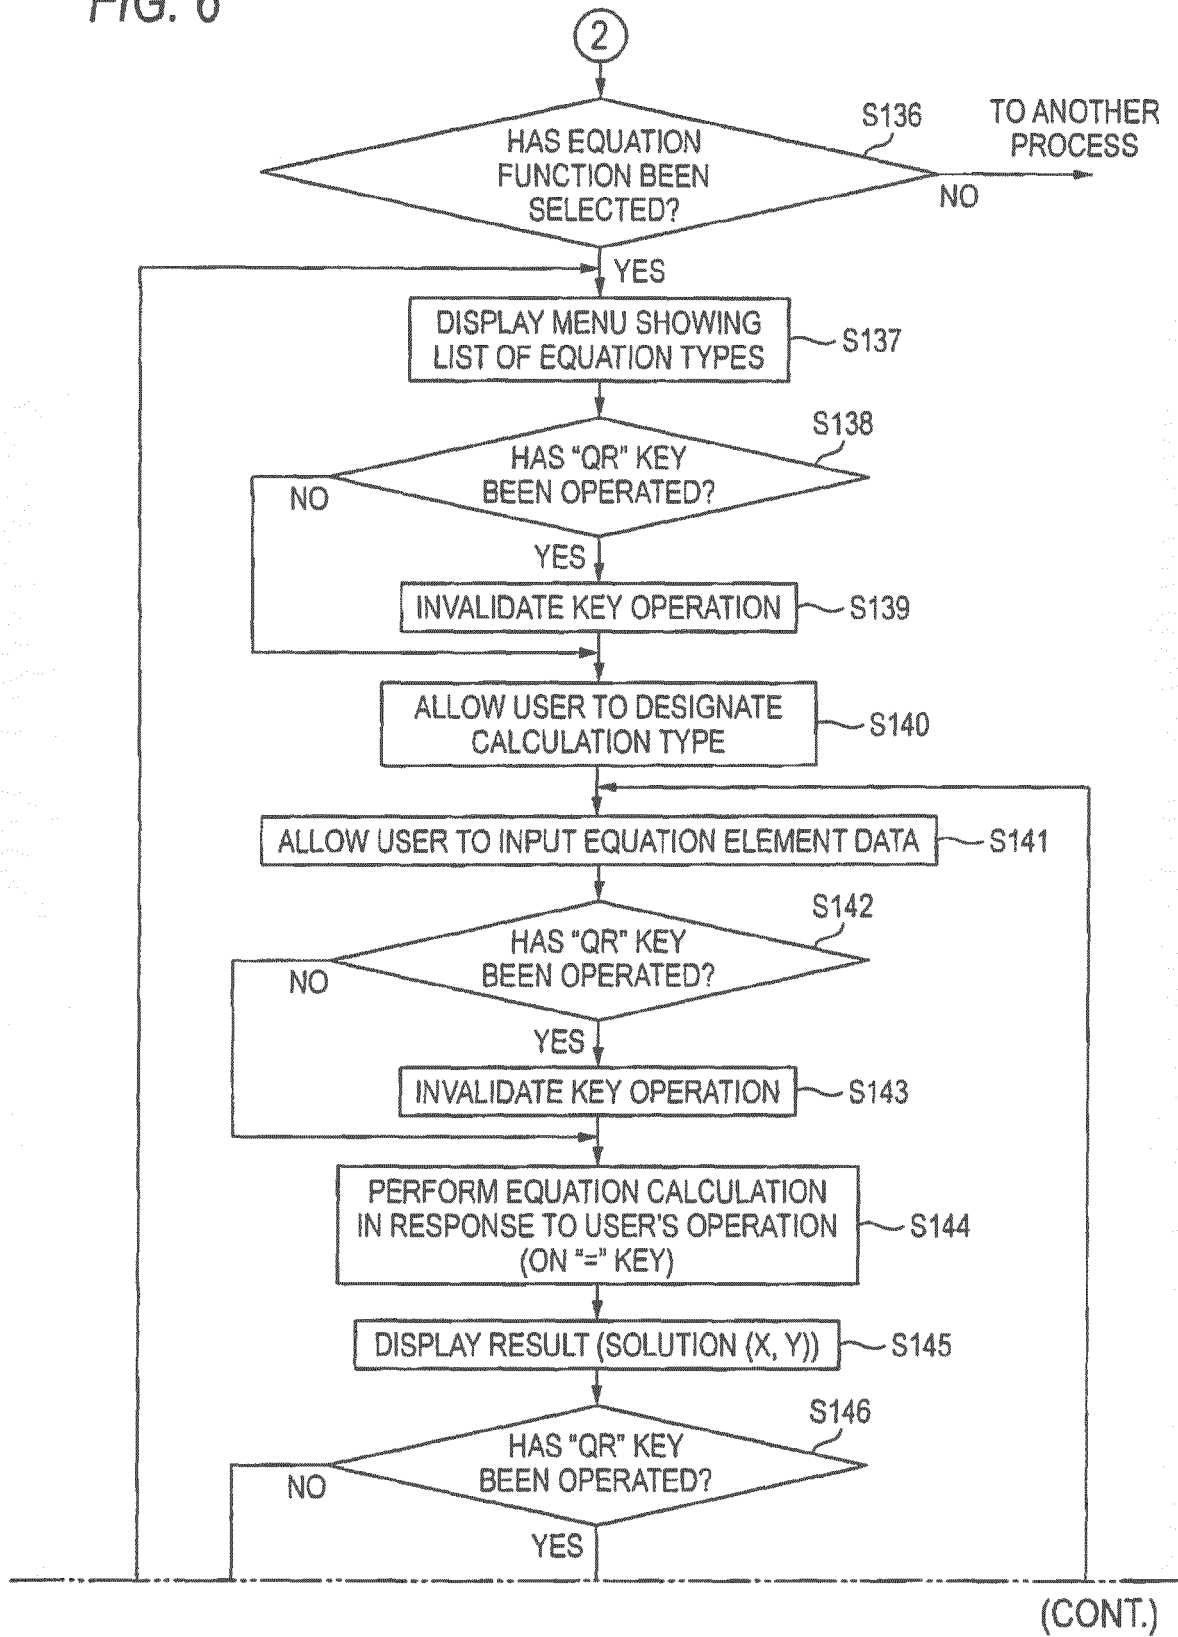 FIG. 6
2
HAS EQUATION
FUNCTION BEEN
SELECTED?
S136
TO ANOTHER
PROCESS
NO
YES
DISPLAY MENU SHOWING
LIST OF EQUATION TYPES
S137
S138
HAS "QR" KEY
BEEN OPERATED?
NO
YES
INVALIDATE KEY OPERATION
S139
ALLOW USER TO DESIGNATE
CALCULATION TYPE
S140
ALLOW USER TO INPUT EQUATION ELEMENT DATA
S141
S142
HAS "QR" KEY
BEEN OPERATED?
NO
YES
INVALIDATE KEY OPERATION
S143
PERFORM EQUATION CALCULATION
IN RESPONSE TO USER'S OPERATION
(ON "=" KEY)
S144
DISPLAY RESULT (SOLUTION (X, Y))
S145
S146
HAS "QR" KEY
BEEN OPERATED?
NO
YES
(CONT.)